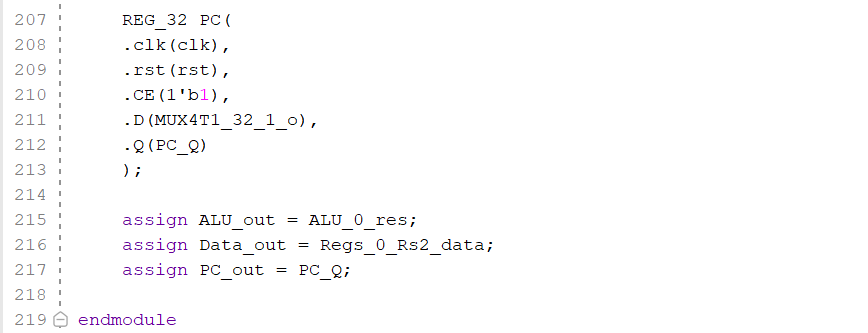 207 REG_32 PC(
208 .clk(clk),
209 .rst(rst),
210 .CE(1'b1),
211 .D(MUX4T1_32_1_o),
212 .Q(PC_Q)
213 );
214
215 assign ALU_out = ALU_0_res;
216 assign Data_out = Regs_0_Rs2_data;
217 assign PC_out = PC_Q;
218
219 endmodule